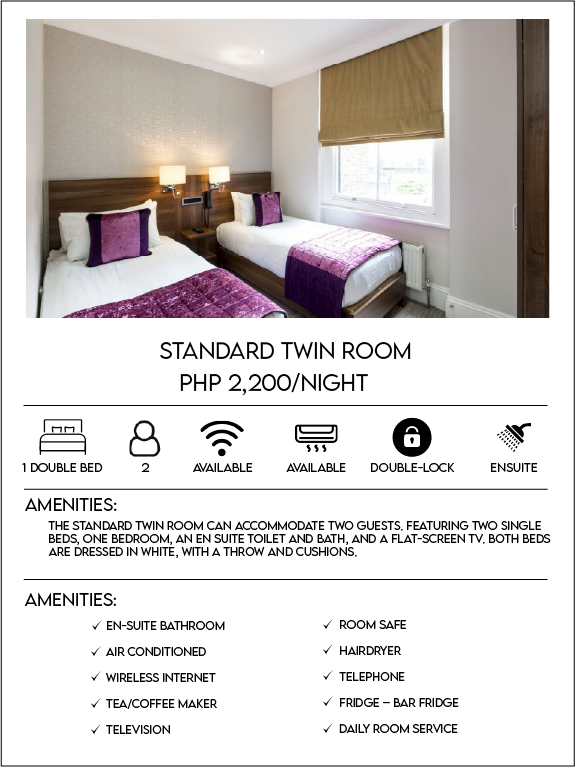 STANDARD TWIN ROOM
PHP 2,200/NIGHT
1 DOUBLE BED 2 AVAILABLE AVAILABLE DOUBLE-LOCK ENSUITE
AMENITIES:
THE STANDARD TWIN ROOM CAN ACCOMMODATE TWO GUESTS. FEATURING TWO SINGLE
BEDS, ONE BEDROOM, AN EN SUITE TOILET AND BATH, AND A FLAT-SCREEN TV. BOTH BEDS
ARE DRESSED IN WHITE, WITH A THROW AND CUSHIONS.
AMENITIES:
✓ EN-SUITE BATHROOM
✓ AIR CONDITIONED
✓ WIRELESS INTERNET
✓ TEA/COFFEE MAKER
✓ TELEVISION
✓ ROOM SAFE
✓ HAIRDRYER
✓ TELEPHONE
✓ FRIDGE – BAR FRIDGE
✓ DAILY ROOM SERVICE